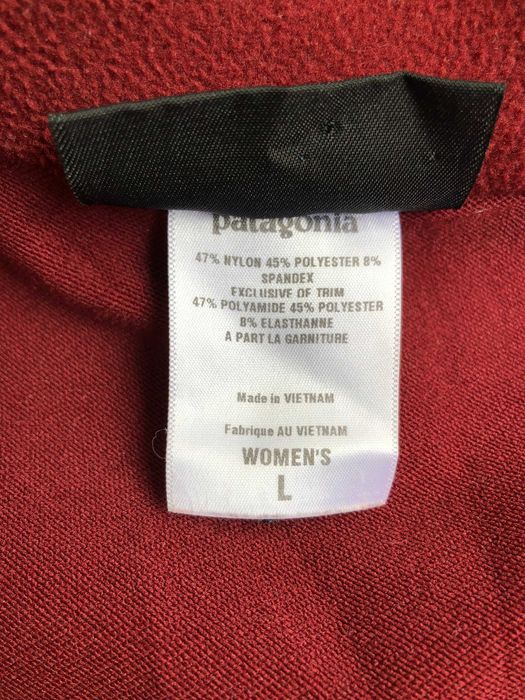 patagonia
47% NYLON 45% POLYESTER 8%
SPANDEX
EXCLUSIVE OF TRIM
47% POLYAMIDE 45% POLYESTER
8% ELASTHANNE
A PART LA GARNITURE
Made in VIETNAM
Fabrique AU VIETNAM
WOMEN'S
L